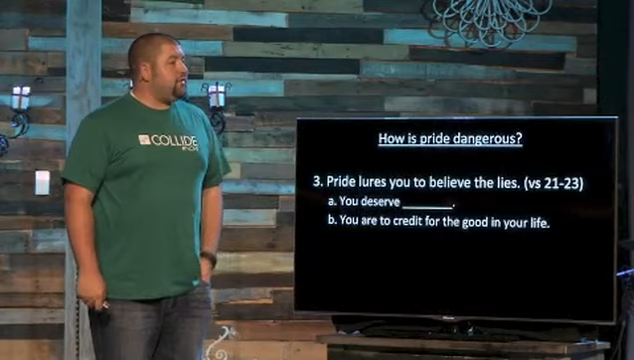 COLLIDE
How is pride dangerous?
3. Pride lures you to believe the lies. (vs 21-23)
a. You deserve ________.
b. You are to credit for the good in your life.